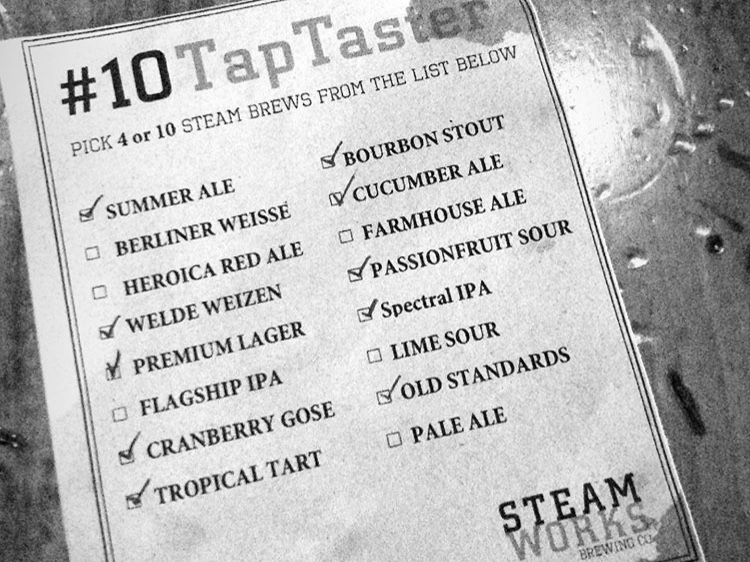 #10 TapTaster
PICK 4 or 10 STEAM BREWS FROM THE LIST BELOW
SUMMER ALE
BERLINER WEISSE
HEROICA RED ALE
WELDE WEIZEN
PREMIUM LAGER
FLAGSHIP IPA
CRANBERRY GOSE
TROPICAL TART
BOURBON STOUT
CUCUMBER ALE
FARMHOUSE ALE
PASSIONFRUIT SOUR
Spectral IPA
LIME SOUR
OLD STANDARDS
PALE ALE
STEAM
WORKS
BREWING CO.